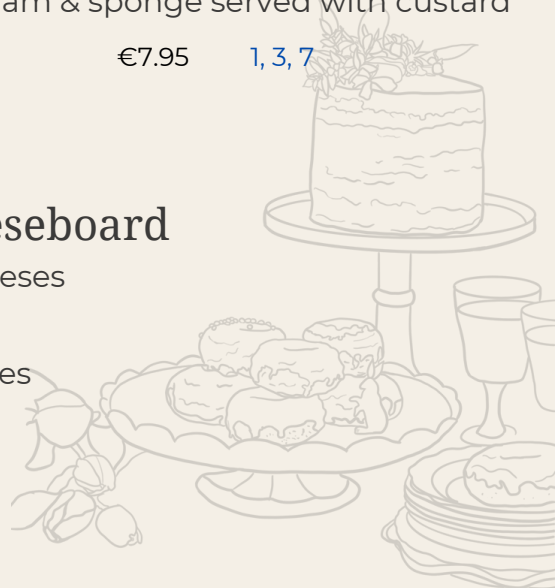 am & sponge served with custard
€7.95 1, 3, 7
eseboard
eses
es